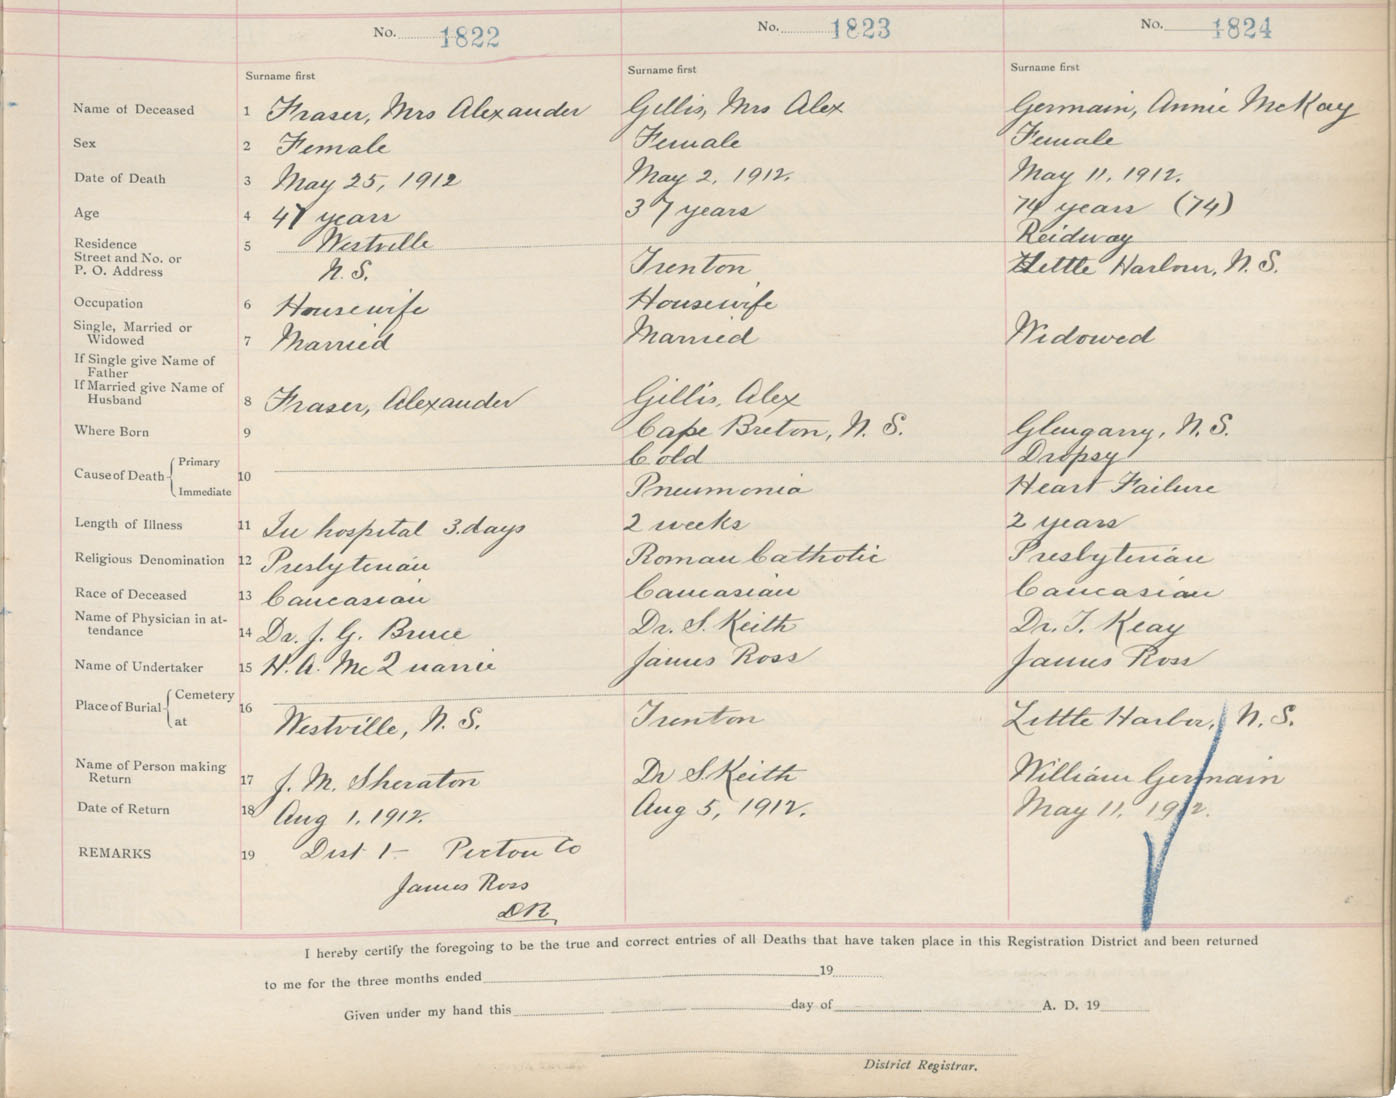 No. 1822 No. 1823 No. 1824
Surname first Surname first Surname first
Name of Deceased 1 Fraser, Mrs Alexander Gillis, Mrs Alex Germain, Annie McKay
Sex 2 Female Female Female
Date of Death 3 May 25, 1912 May 2, 1912. May 11, 1912.
Age 4 47 years 37 years 74 years (74)
Residence 5 Westville Reidway
Street and No. or
P. O. Address N. S. Trenton Little Harbour, N. S.
Occupation 6 Housewife Housewife
Single, Married or
Widowed 7 Married Married Widowed
If Single give Name of
Father
If Married give Name of
Husband 8 Fraser, Alexander Gillis, Alex
Where Born 9 Cape Breton, N. S. Glengarry, N. S.
Primary Cold Dropsy
Cause of Death 10
Immediate Pneumonia Heart Failure
Length of Illness 11 In hospital 3 days 2 weeks 2 years
Religious Denomination 12 Presbyterian Roman Catholic Presbyterian
Race of Deceased 13 Caucasian Caucasian Caucasian
Name of Physician in at-
tendance 14 Dr. J. G. Bruce Dr. S. Keith Dr. T. Keay
Name of Undertaker 15 H. A. McQuarrie James Ross James Ross
Cemetery
Place of Burial 16
at Westville, N. S. Trenton Little Harbor, N. S.
Name of Person making
Return 17 J. M. Sheraton Dr S. Keith William Germain
Date of Return 18 Aug 1, 1912. Aug 5, 1912. May 11, 1912.
REMARKS 19 Dist 1- Pictou Co
James Ross
DR
I hereby certify the foregoing to be the true and correct entries of all Deaths that have taken place in this Registration District and been returned
to me for the three months ended 19
Given under my hand this day of A. D. 19
District Registrar.